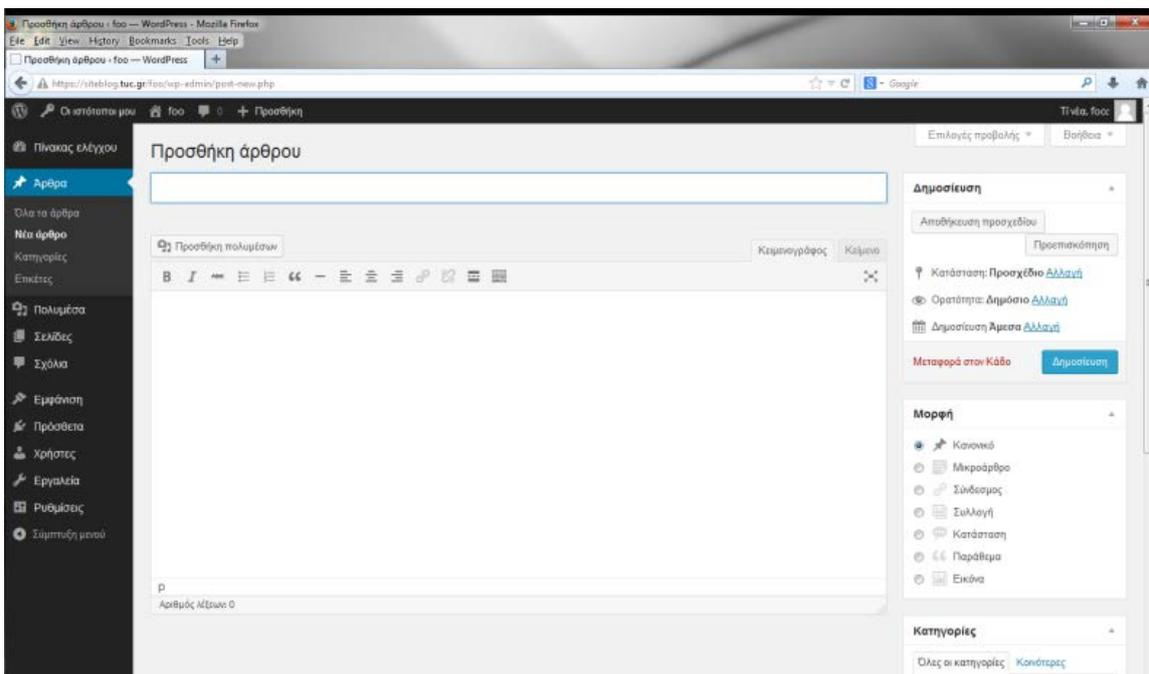 Προσθήκη άρθρου ‹ foo — WordPress - Mozilla Firefox
File Edit View History Bookmarks Tools Help
Προσθήκη άρθρου ‹ foo — WordPress +
https://siteblog.tuc.gr/foo/wp-admin/post-new.php
Google
Οι ιστότοποι μου foo 0 + Προσθήκη
Τί νέα, foo;
Επιλογές προβολής Βοήθεια
Πίνακας ελέγχου
Άρθρα
Όλα τα άρθρα
Νέο άρθρο
Κατηγορίες
Ετικέτες
Πολυμέσα
Σελίδες
Σχόλια
Εμφάνιση
Πρόσθετα
Χρήστες
Εργαλεία
Ρυθμίσεις
Σύμπτυξη μενού
Προσθήκη άρθρου
Προσθήκη πολυμέσων
Κειμενογράφος Κείμενο
B I ABC
p
Αριθμός λέξεων: 0
Δημοσίευση
Αποθήκευση προσχεδίου
Προεπισκόπηση
Κατάσταση: Προσχέδιο Αλλαγή
Ορατότητα: Δημόσιο Αλλαγή
Δημοσίευση Άμεσα Αλλαγή
Μεταφορά στον Κάδο Δημοσίευση
Μορφή
Κανονικό
Μικροάρθρο
Σύνδεσμος
Συλλογή
Κατάσταση
Παράθεμα
Εικόνα
Κατηγορίες
Όλες οι κατηγορίες Κοινότερες